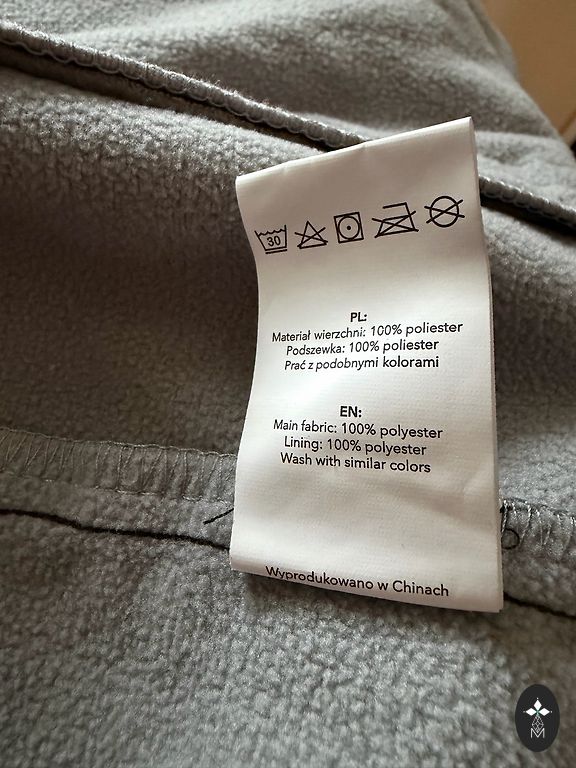 30
PL:
Materiał wierzchni: 100% poliester
Podszewka: 100% poliester
Prać z podobnymi kolorami
EN:
Main fabric: 100% polyester
Lining: 100% polyester
Wash with similar colors
Wyprodukowano w Chinach
M